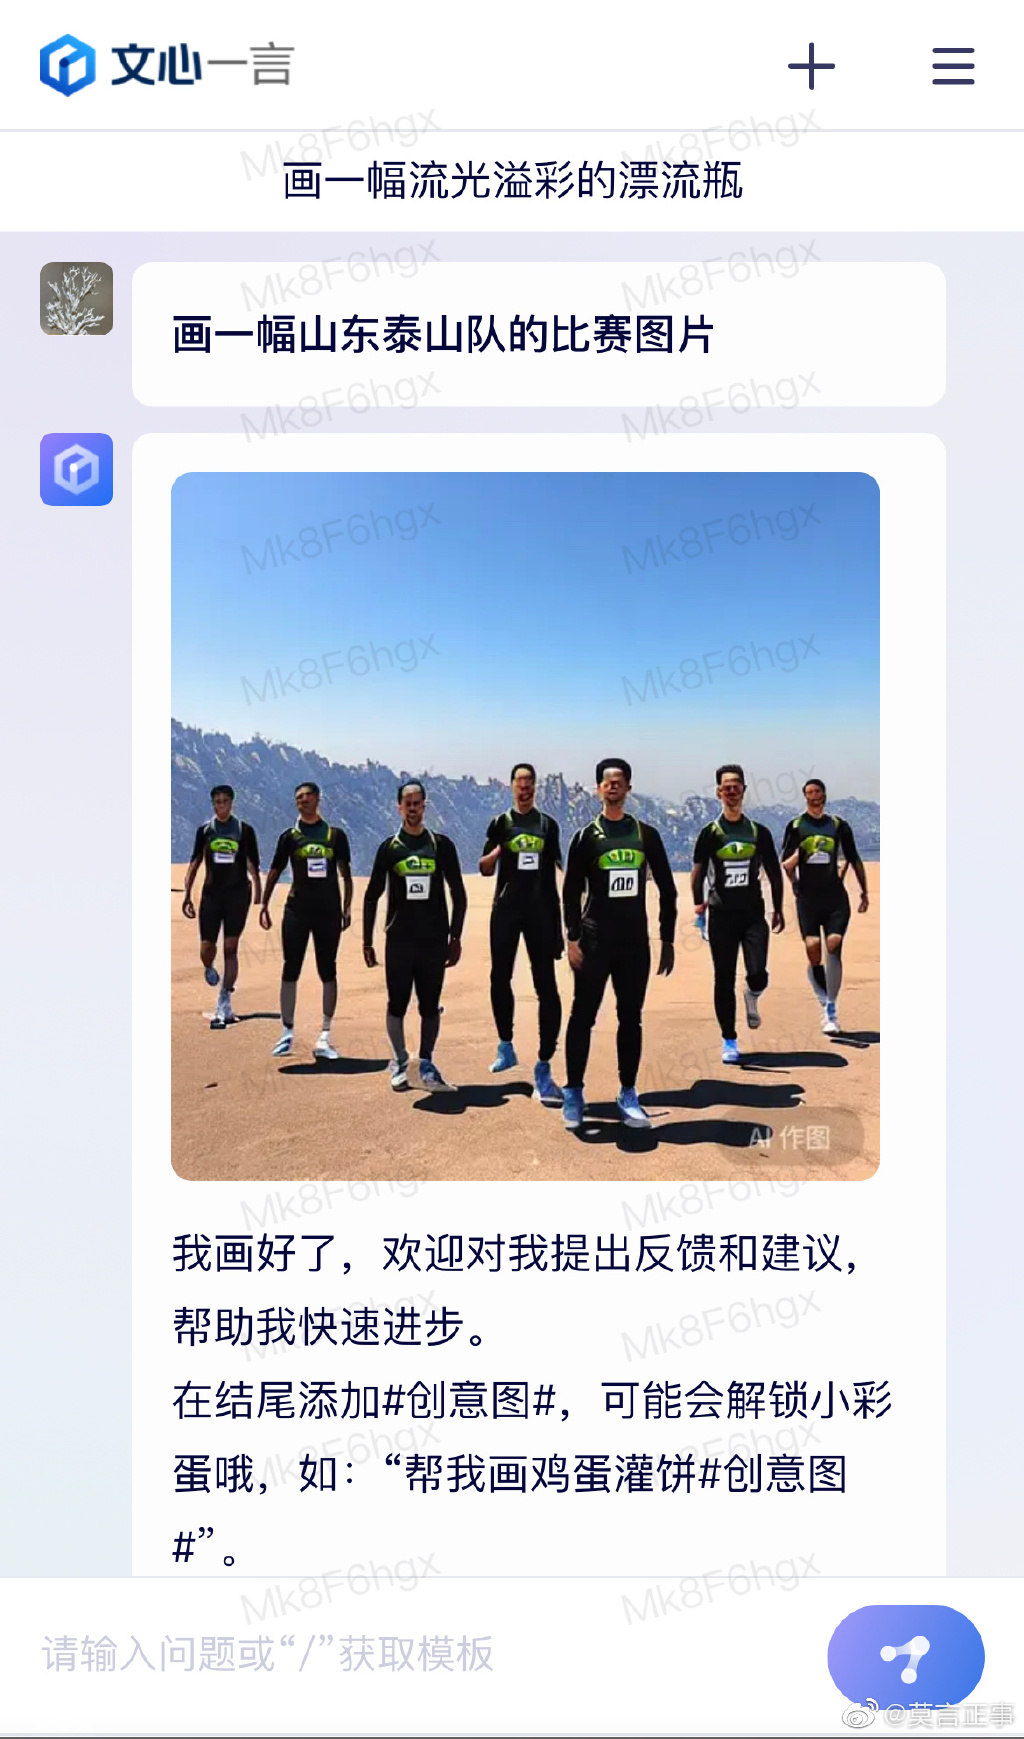 文心一言
画一幅流光溢彩的漂流瓶
画一幅山东泰山队的比赛图片
AI 作图
我画好了，欢迎对我提出反馈和建议，
帮助我快速进步。
在结尾添加#创意图#，可能会解锁小彩
蛋哦，如：“帮我画鸡蛋灌饼#创意图
#”。
请输入问题或“/”获取模板
@莫言正事
Mk8F6hgx